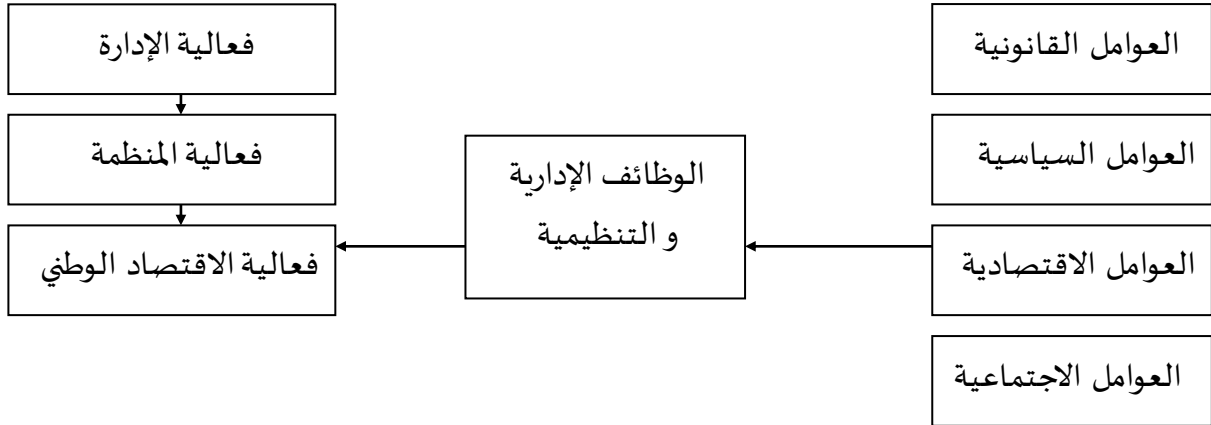 العوامل القانونية
العوامل السياسية
العوامل الاقتصادية
العوامل الاجتماعية
الوظائف الإدارية
و التنظيمية
فعالية الإدارة
فعالية المنظمة
فعالية الاقتصاد الوطني